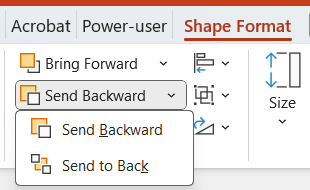 Acrobat Power-user Shape Format
Bring Forward
Send Backward
Send Backward
Send to Back
Size